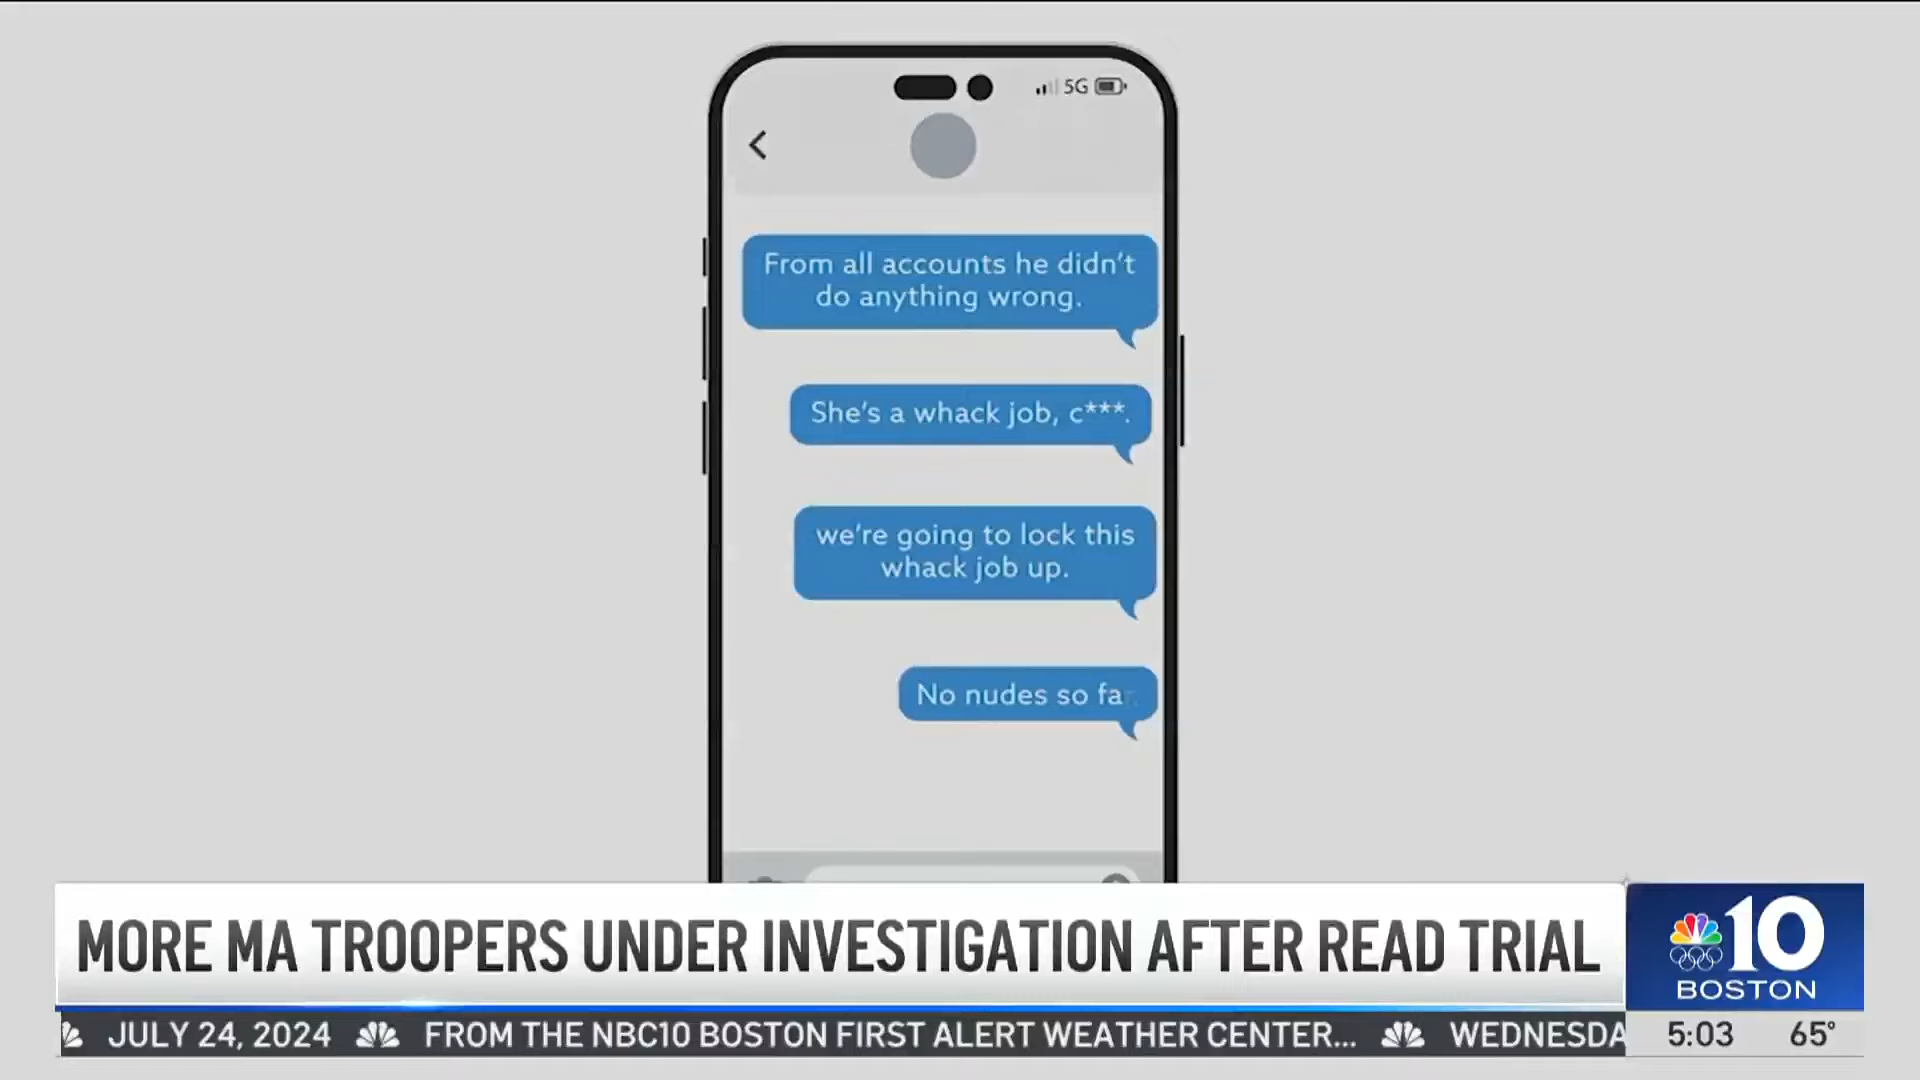 5G
From all accounts he didn't
do anything wrong.
She's a whack job, c***.
we're going to lock this
whack job up.
No nudes so far
MORE MA TROOPERS UNDER INVESTIGATION AFTER READ TRIAL
10
BOSTON
JULY 24, 2024 FROM THE NBC10 BOSTON FIRST ALERT WEATHER CENTER... WEDNESDA
5:03 65°